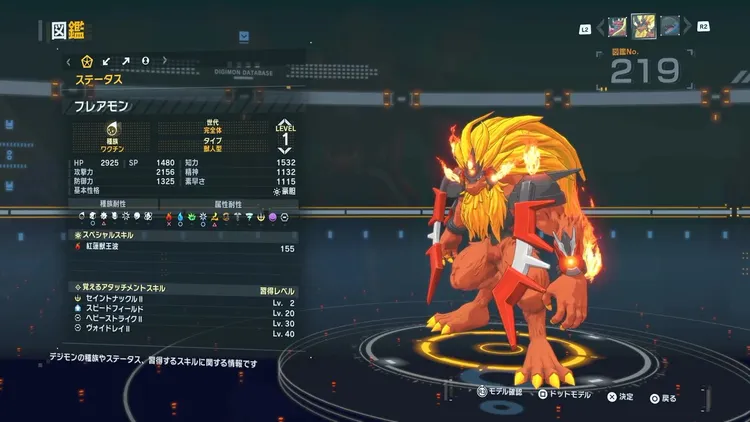 図鑑
L2
R2
図鑑No.
219
ステータス
DIGIMON DATABASE
フレアモン
種族
ワクチン
世代
完全体
タイプ
獣人型
LEVEL
1
HP 2925 SP 1480 知力 1532
攻撃力 2156 精神 1132
防御力 1325 素早さ 1115
基本性格 豪胆
種族耐性 属性耐性
スペシャルスキル
紅蓮獣王波 155
覚えるアタッチメントスキル 習得レベル
セイントナックルⅡ Lv. 2
スピードフィールド Lv. 20
ヘビーストライクⅡ Lv. 30
ヴォイドレイⅡ Lv. 40
デジモンの種族やステータス、習得するスキルに関する情報です
R3 モデル確認 ドットモデル 決定 戻る